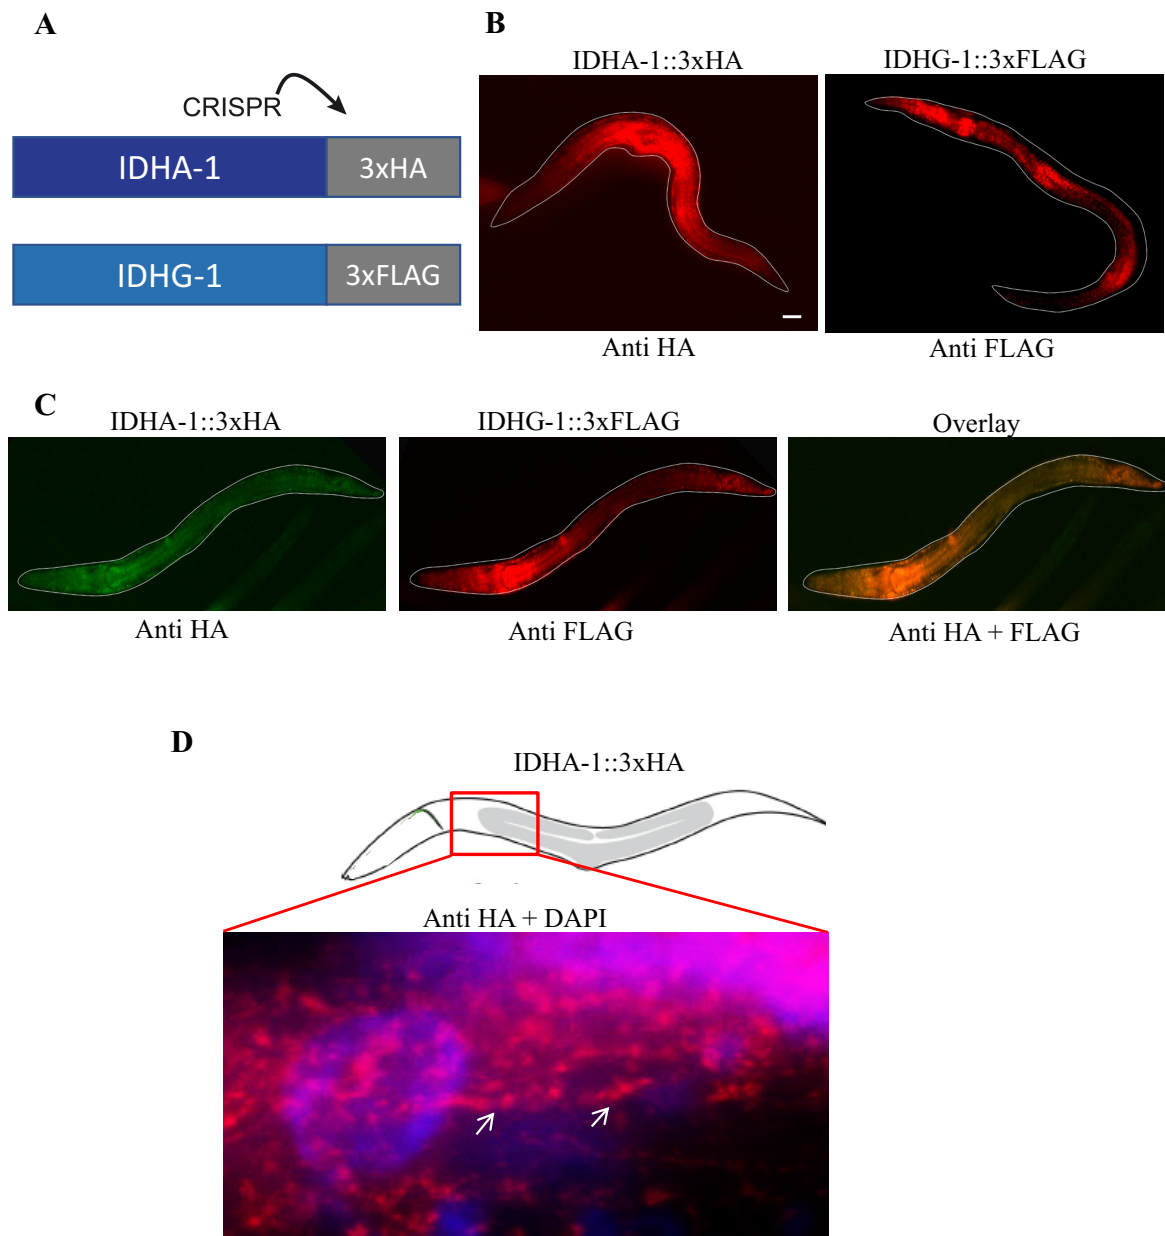 A
CRISPR
IDHA-1 3xHA
IDHG-1 3xFLAG
B
IDHA-1::3xHA IDHG-1::3xFLAG
Anti HA Anti FLAG
C
IDHA-1::3xHA IDHG-1::3xFLAG Overlay
Anti HA Anti FLAG Anti HA + FLAG
D
IDHA-1::3xHA
Anti HA + DAPI